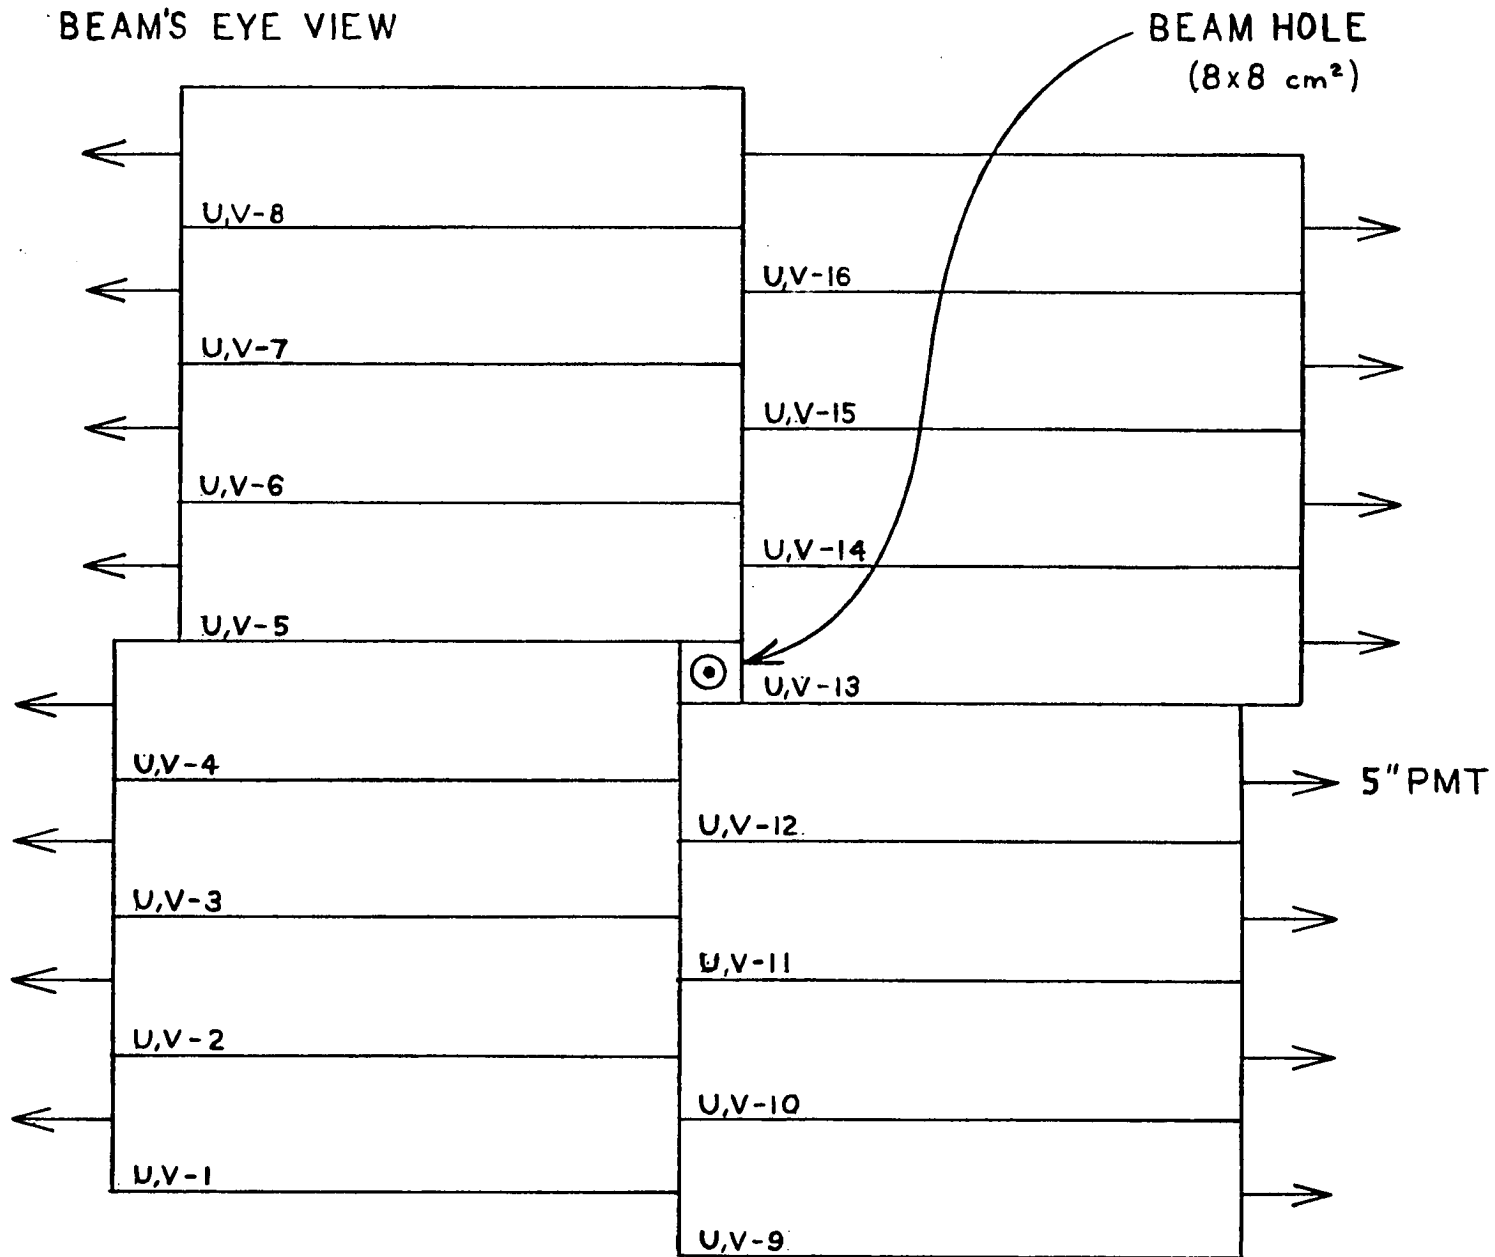 BEAM'S EYE VIEW
BEAM HOLE
(8x8 cm²)
U,V-8
U,V-16
U,V-7
U,V-15
U,V-6
U,V-14
U,V-5
U,V-13
U,V-4
5" PMT
U,V-12
U,V-3
U,V-11
U,V-2
U,V-10
U,V-1
U,V-9